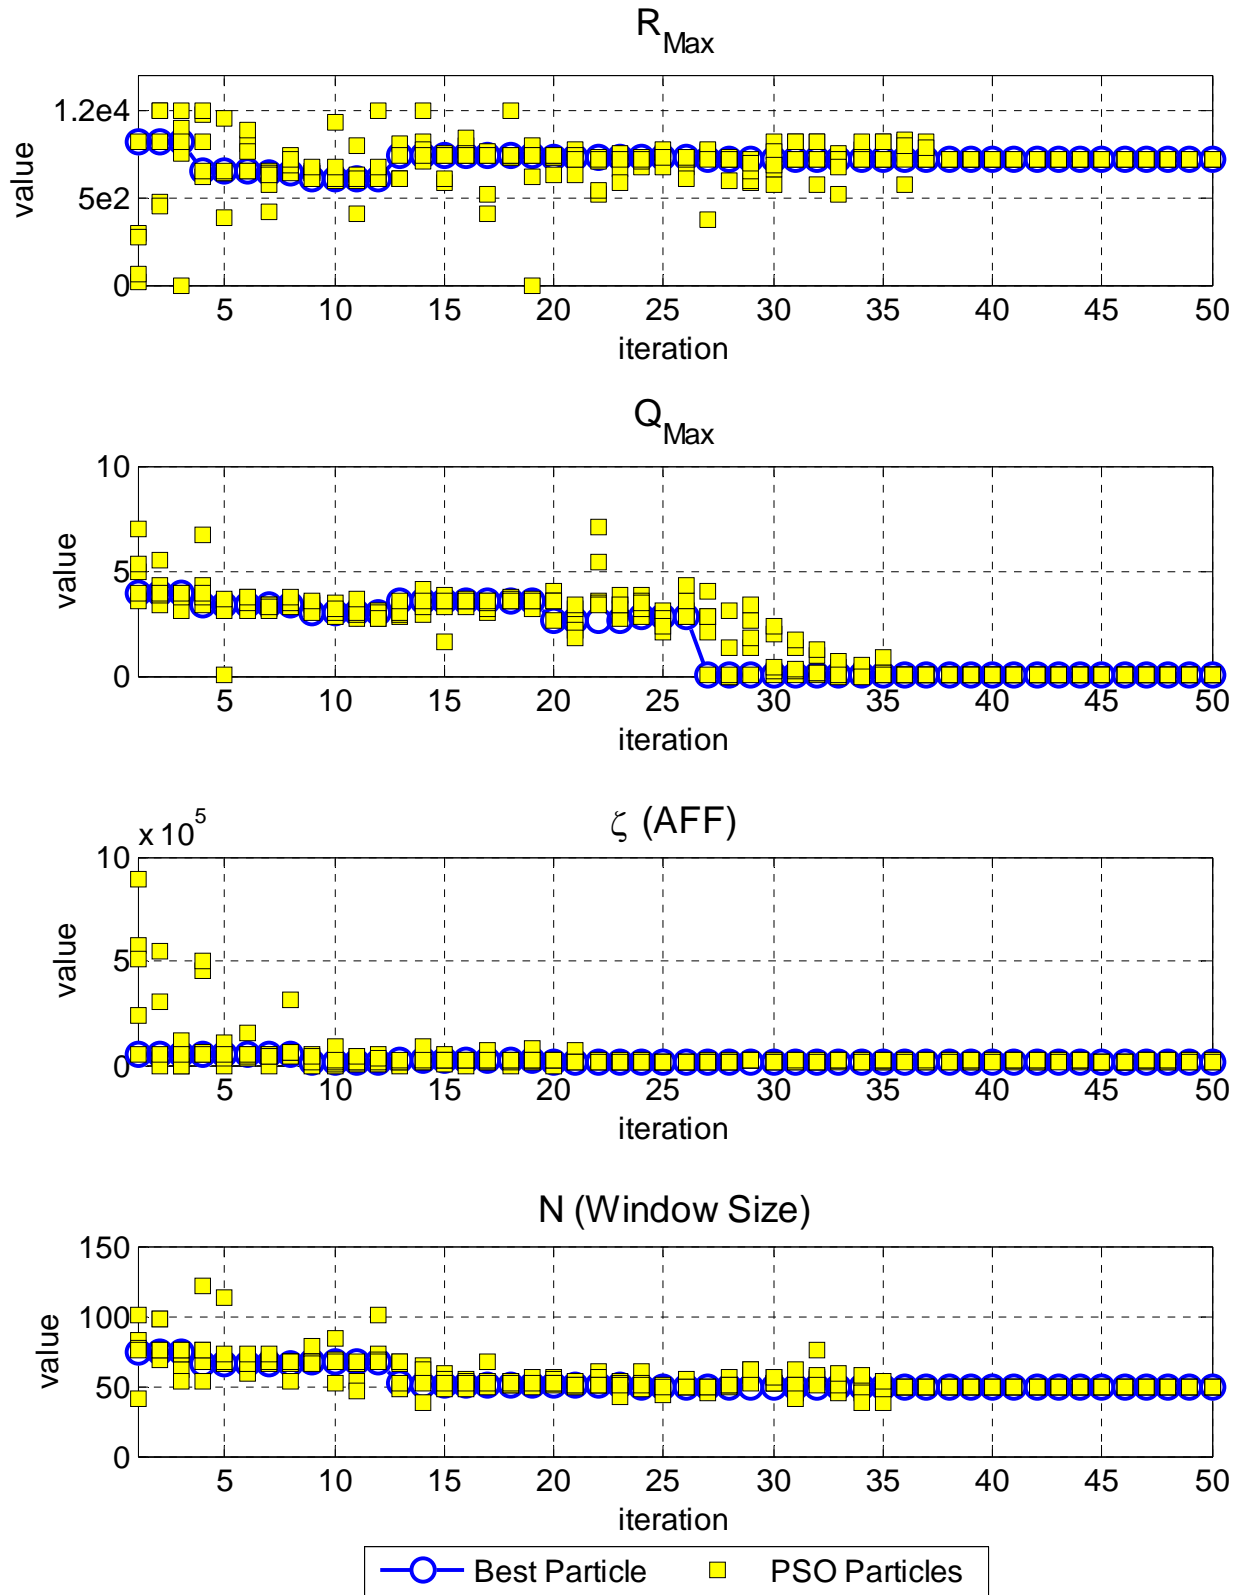 R_Max
1.2e4
5e2
0
value
5 10 15 20 25 30 35 40 45 50
iteration
Q_Max
10
5
0
value
5 10 15 20 25 30 35 40 45 50
iteration
ζ (AFF)
x 10^5
10
5
0
value
5 10 15 20 25 30 35 40 45 50
iteration
N (Window Size)
150
100
50
0
value
5 10 15 20 25 30 35 40 45 50
iteration
Best Particle PSO Particles